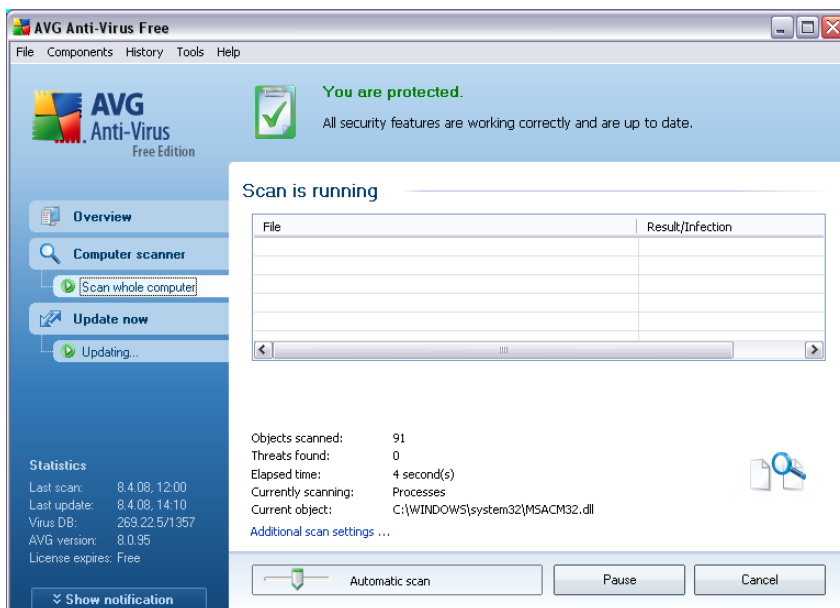 AVG Anti-Virus Free
File Components History Tools Help
AVG
Anti-Virus
Free Edition
You are protected.
All security features are working correctly and are up to date.
Overview
Computer scanner
Scan whole computer
Update now
Updating...
Statistics
Last scan: 8.4.08, 12:00
Last update: 8.4.08, 14:10
Virus DB: 269.22.5/1357
AVG version: 8.0.95
License expires: Free
Show notification
Scan is running
File Result/Infection
Objects scanned: 91
Threats found: 0
Elapsed time: 4 second(s)
Currently scanning: Processes
Current object: C:\WINDOWS\system32\MSACM32.dll
Additional scan settings ...
Automatic scan Pause Cancel